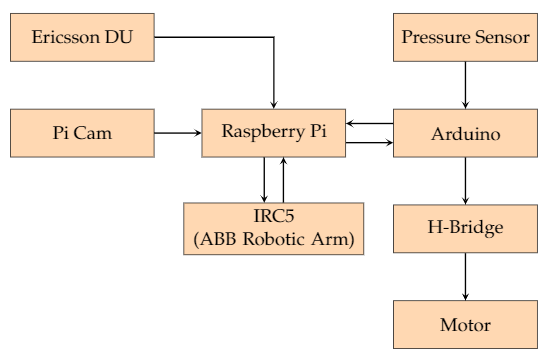 Ericsson DU
Pressure Sensor
Pi Cam
Raspberry Pi
Arduino
IRC5
(ABB Robotic Arm)
H-Bridge
Motor